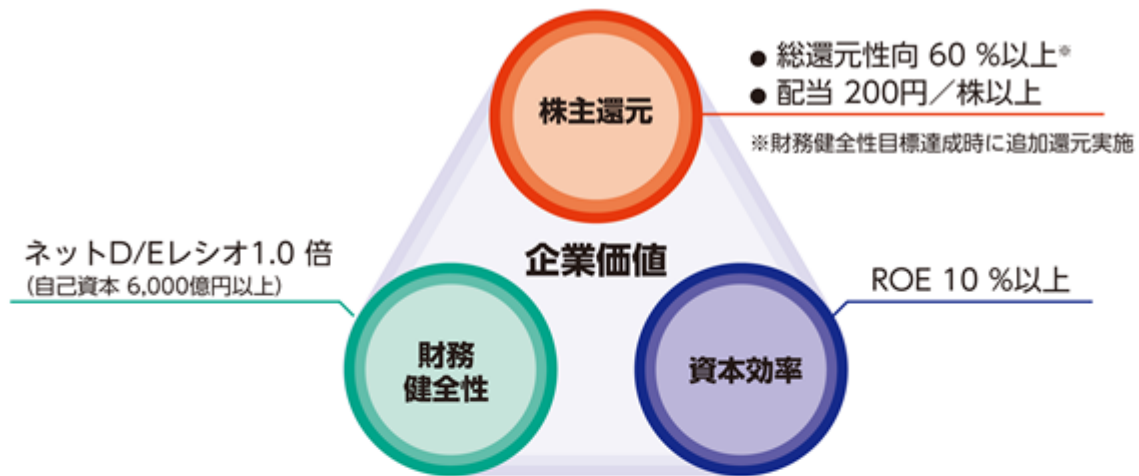 ● 総還元性向 60 %以上※
● 配当 200円／株以上
※財務健全性目標達成時に追加還元実施
株主還元
企業価値
ネットD/Eレシオ1.0 倍
(自己資本 6,000億円以上)
ROE 10 %以上
財務
健全性
資本効率